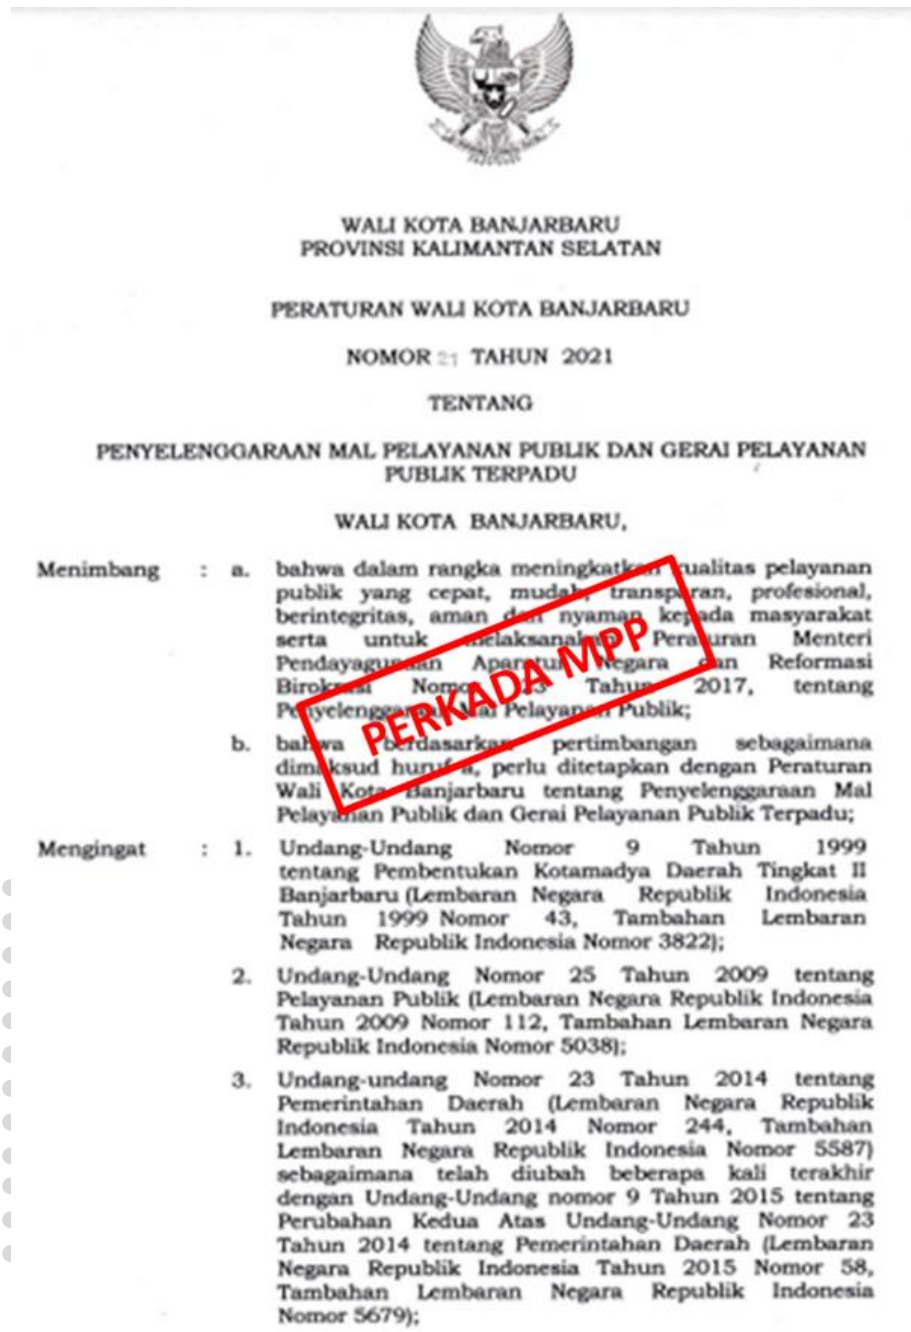 WALI KOTA BANJARBARU
PROVINSI KALIMANTAN SELATAN
PERATURAN WALI KOTA BANJARBARU
NOMOR 21 TAHUN 2021
TENTANG
PENYELENGGARAAN MAL PELAYANAN PUBLIK DAN GERAI PELAYANAN
PUBLIK TERPADU
WALI KOTA BANJARBARU,
Menimbang : a. bahwa dalam rangka meningkatkan kualitas pelayanan
publik yang cepat, mudah, transparan, profesional,
berintegritas, aman dan nyaman kepada masyarakat
serta untuk melaksanakan Peraturan Menteri
Pendayagunaan Aparatur Negara dan Reformasi
Birokrasi Nomor 23 Tahun 2017, tentang
Penyelenggaraan Mal Pelayanan Publik;
PERKADA MPP
b. bahwa berdasarkan pertimbangan sebagaimana
dimaksud huruf a, perlu ditetapkan dengan Peraturan
Wali Kota Banjarbaru tentang Penyelenggaraan Mal
Pelayanan Publik dan Gerai Pelayanan Publik Terpadu;
Mengingat : 1. Undang-Undang Nomor 9 Tahun 1999
tentang Pembentukan Kotamadya Daerah Tingkat II
Banjarbaru (Lembaran Negara Republik Indonesia
Tahun 1999 Nomor 43, Tambahan Lembaran
Negara Republik Indonesia Nomor 3822);
2. Undang-Undang Nomor 25 Tahun 2009 tentang
Pelayanan Publik (Lembaran Negara Republik Indonesia
Tahun 2009 Nomor 112, Tambahan Lembaran Negara
Republik Indonesia Nomor 5038);
3. Undang-undang Nomor 23 Tahun 2014 tentang
Pemerintahan Daerah (Lembaran Negara Republik
Indonesia Tahun 2014 Nomor 244, Tambahan
Lembaran Negara Republik Indonesia Nomor 5587)
sebagaimana telah diubah beberapa kali terakhir
dengan Undang-Undang nomor 9 Tahun 2015 tentang
Perubahan Kedua Atas Undang-Undang Nomor 23
Tahun 2014 tentang Pemerintahan Daerah (Lembaran
Negara Republik Indonesia Tahun 2015 Nomor 58,
Tambahan Lembaran Negara Republik Indonesia
Nomor 5679);